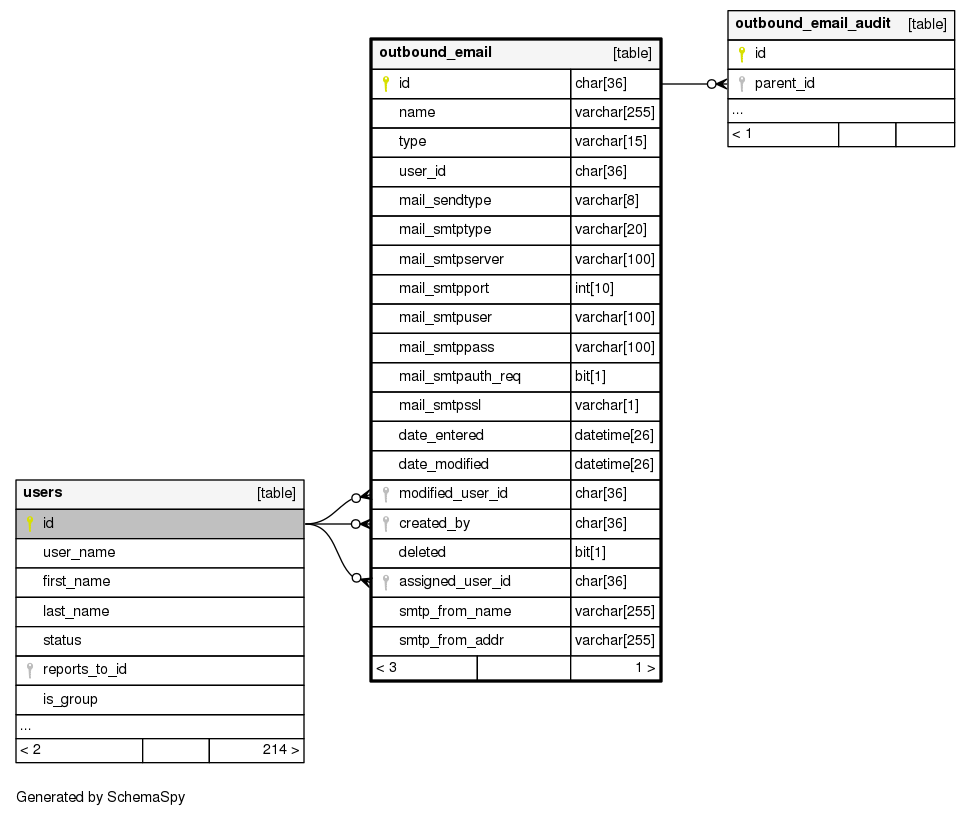 outbound_email_audit [table]
id
parent_id
...
< 1
outbound_email [table]
id char[36]
name varchar[255]
type varchar[15]
user_id char[36]
mail_sendtype varchar[8]
mail_smtptype varchar[20]
mail_smtpserver varchar[100]
mail_smtpport int[10]
mail_smtpuser varchar[100]
mail_smtppass varchar[100]
mail_smtpauth_req bit[1]
mail_smtpssl varchar[1]
date_entered datetime[26]
date_modified datetime[26]
modified_user_id char[36]
created_by char[36]
deleted bit[1]
assigned_user_id char[36]
smtp_from_name varchar[255]
smtp_from_addr varchar[255]
< 3 1 >
users [table]
id
user_name
first_name
last_name
status
reports_to_id
is_group
...
< 2 214 >
Generated by SchemaSpy